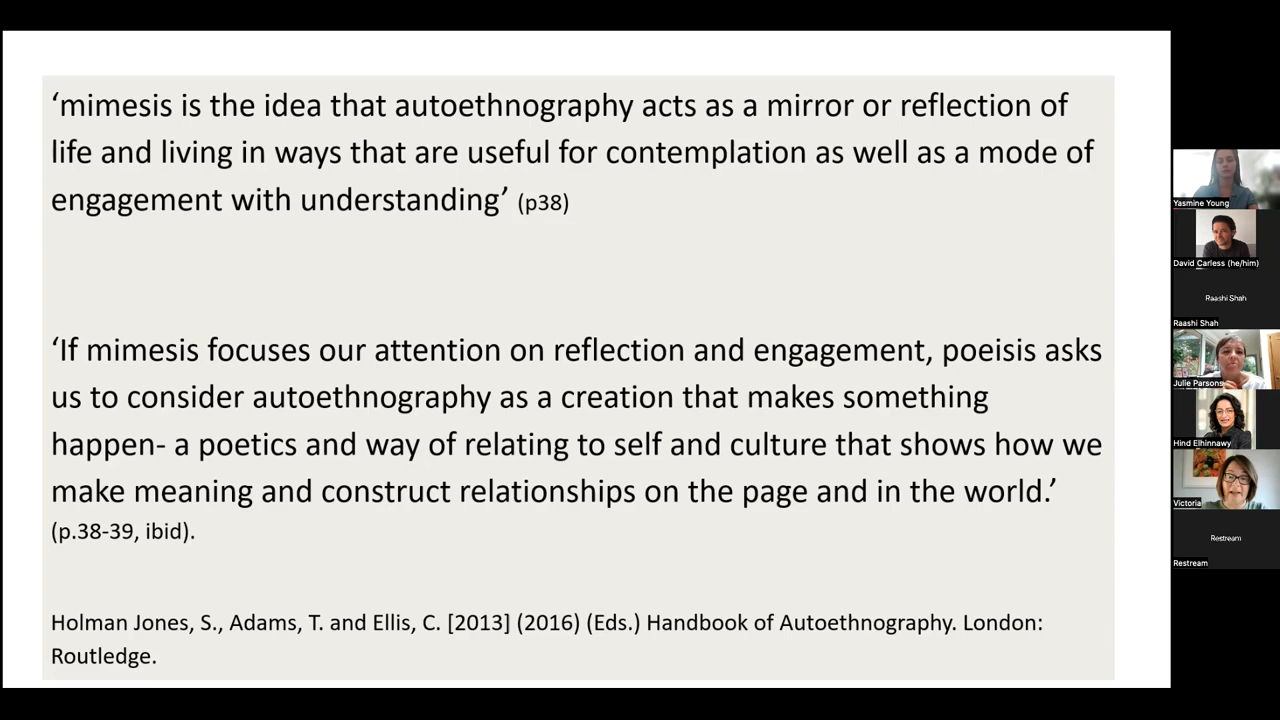 ‘mimesis is the idea that autoethnography acts as a mirror or reflection of
life and living in ways that are useful for contemplation as well as a mode of
engagement with understanding’ (p38)
‘If mimesis focuses our attention on reflection and engagement, poeisis asks
us to consider autoethnography as a creation that makes something
happen- a poetics and way of relating to self and culture that shows how we
make meaning and construct relationships on the page and in the world.’
(p.38-39, ibid).
Holman Jones, S., Adams, T. and Ellis, C. [2013] (2016) (Eds.) Handbook of Autoethnography. London:
Routledge.
Yasmine Young
David Carless (he/him)
Raashi Shah
Raashi Shah
Julie Parsons
Hind Elhinnawy
Victoria
Restream
Restream